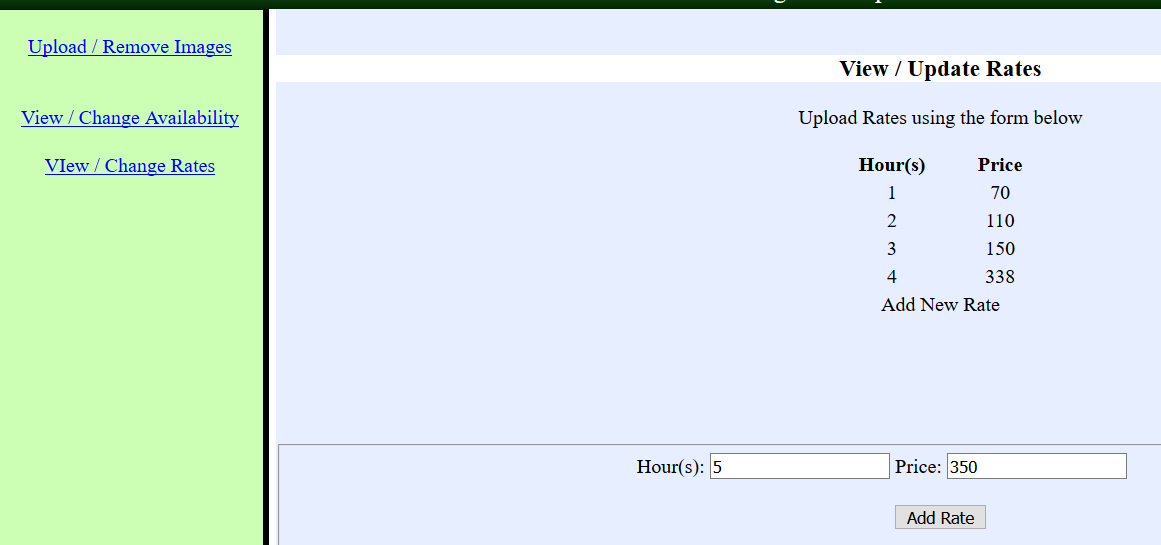 Upload / Remove Images
View / Change Availability
VIew / Change Rates
View / Update Rates
Upload Rates using the form below
Hour(s) Price
1 70
2 110
3 150
4 338
Add New Rate
Hour(s): 5 Price: 350
Add Rate